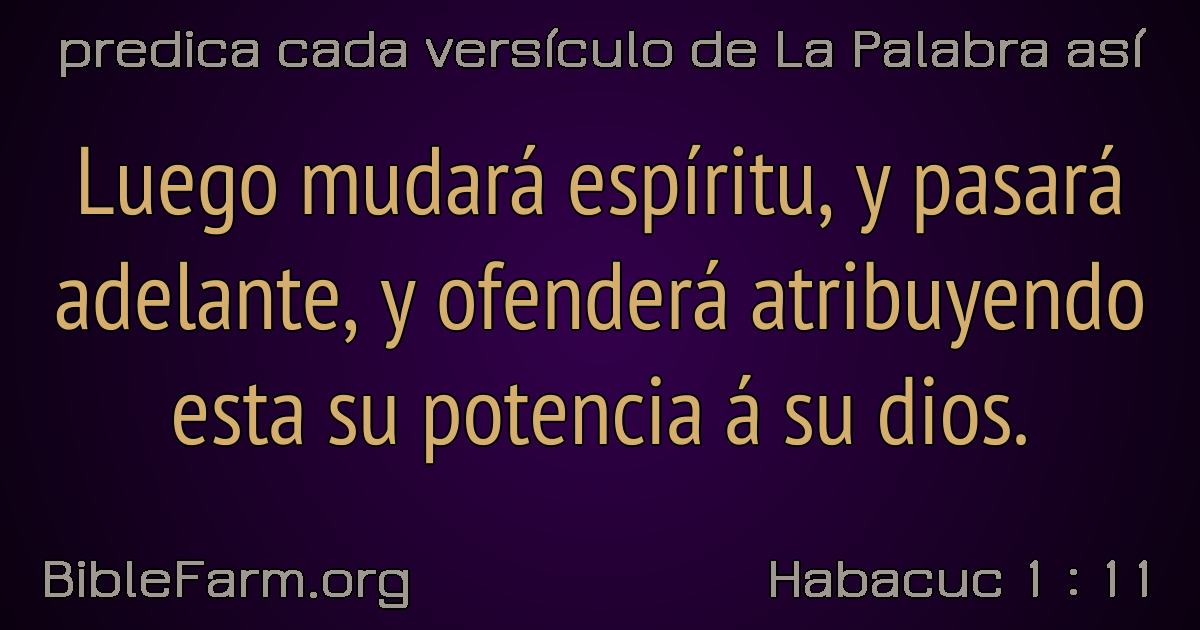 predica cada versículo de La Palabra así
Luego mudará espíritu, y pasará
adelante, y ofenderá atribuyendo
esta su potencia á su dios.
BibleFarm.org
Habacuc 1 : 11